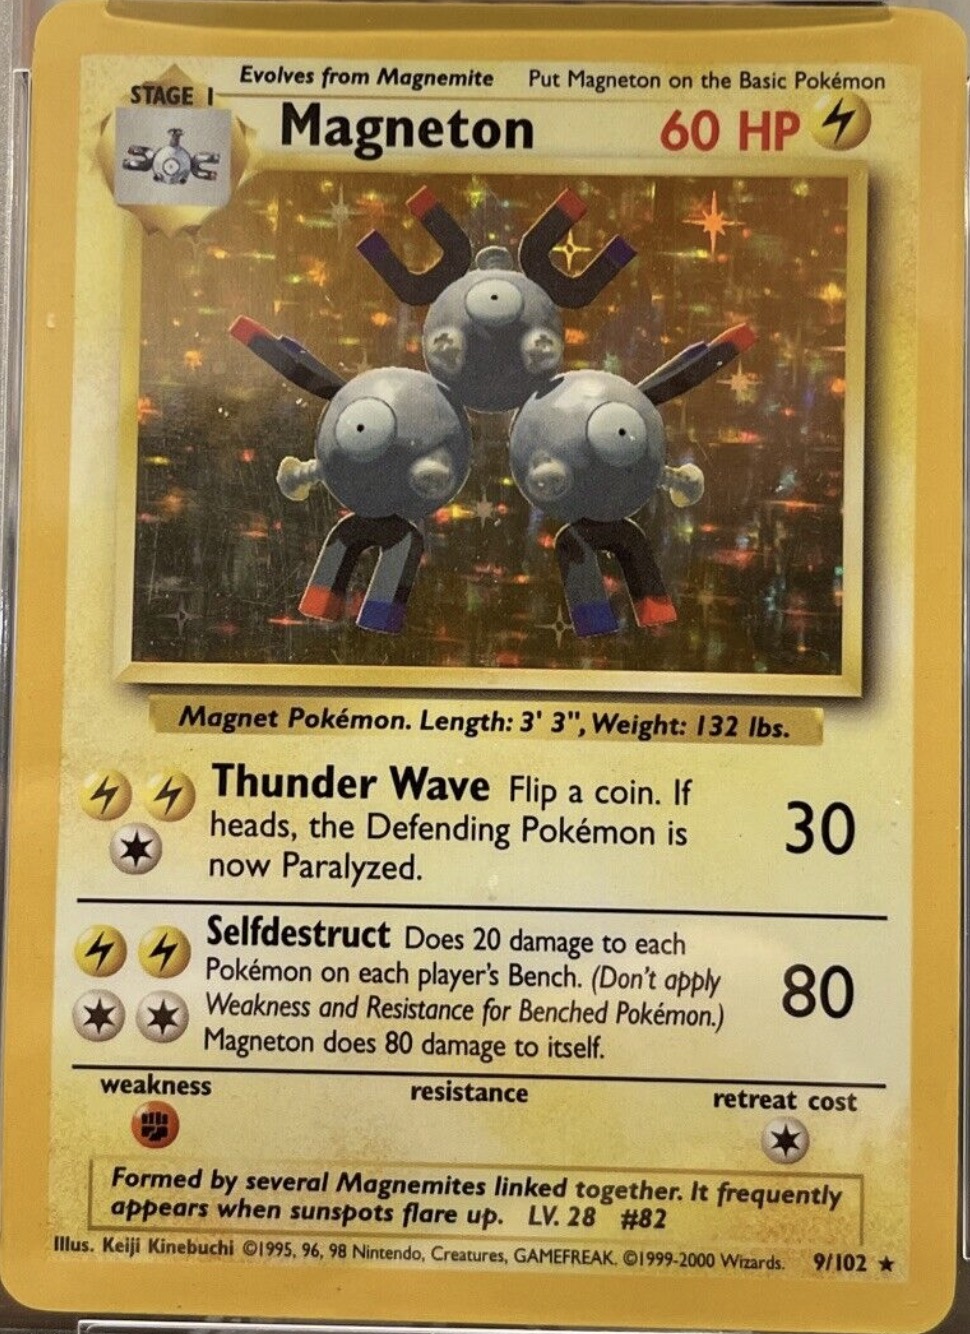 Evolves from Magnemite Put Magneton on the Basic Pokémon
STAGE 1
Magneton 60 HP
Magnet Pokémon. Length: 3' 3", Weight: 132 lbs.
Thunder Wave Flip a coin. If
heads, the Defending Pokémon is
now Paralyzed.
30
Selfdestruct Does 20 damage to each
Pokémon on each player's Bench. (Don't apply
Weakness and Resistance for Benched Pokémon.)
Magneton does 80 damage to itself.
80
weakness resistance retreat cost
Formed by several Magnemites linked together. It frequently
appears when sunspots flare up. LV. 28 #82
Illus. Keiji Kinebuchi ©1995, 96, 98 Nintendo, Creatures, GAMEFREAK. ©1999-2000 Wizards. 9/102 ★